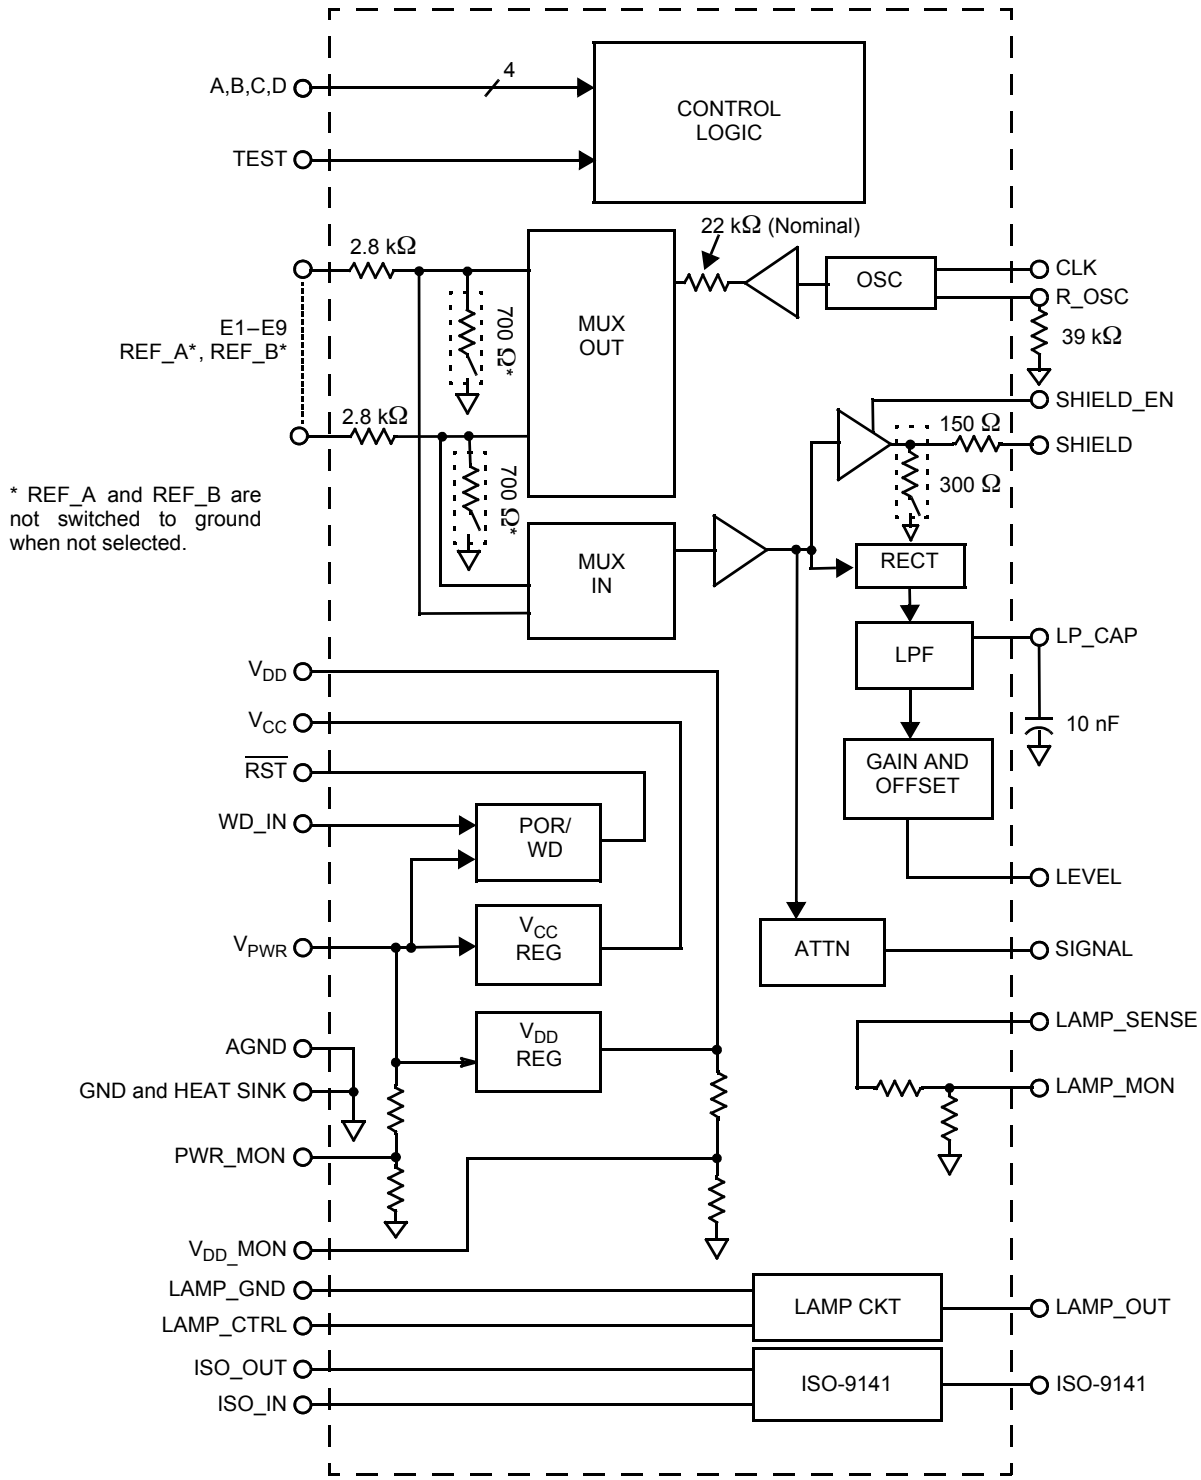 A,B,C,D
4
CONTROL
LOGIC
TEST
22 kΩ (Nominal)
2.8 kΩ
MUX
OUT
OSC
CLK
R_OSC
39 kΩ
700 Ω*
E1–E9
REF_A*, REF_B*
2.8 kΩ
SHIELD_EN
150 Ω
SHIELD
300 Ω
700 Ω*
* REF_A and REF_B are
not switched to ground
when not selected.
MUX
IN
RECT
LPF
LP_CAP
10 nF
GAIN AND
OFFSET
VDD
VCC
RST
WD_IN
POR/
WD
LEVEL
VPWR
VCC
REG
ATTN
SIGNAL
VDD
REG
AGND
GND and HEAT SINK
PWR_MON
LAMP_SENSE
LAMP_MON
VDD_MON
LAMP_GND
LAMP_CTRL
LAMP CKT
LAMP_OUT
ISO_OUT
ISO_IN
ISO-9141
ISO-9141